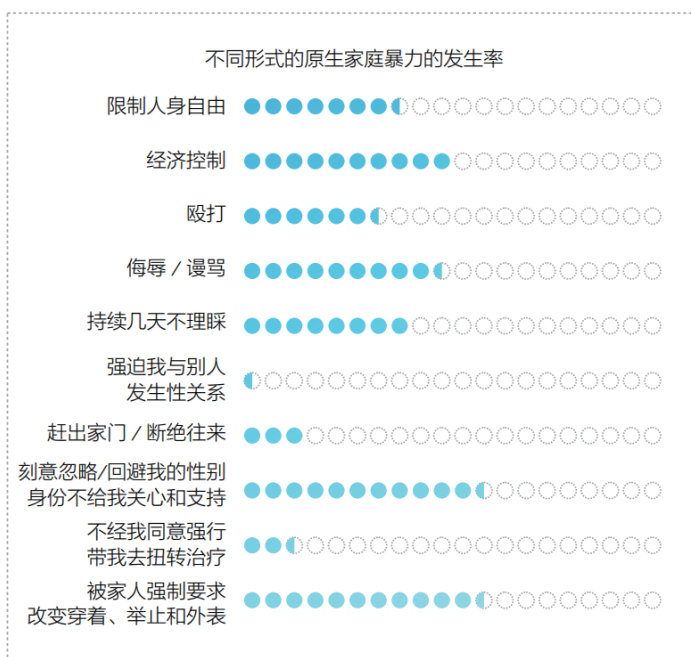 不同形式的原生家庭暴力的发生率
限制人身自由
经济控制
殴打
侮辱 / 谩骂
持续几天不理睬
强迫我与别人
发生性关系
赶出家门 / 断绝往来
刻意忽略/回避我的性别
身份不给我关心和支持
不经我同意强行
带我去扭转治疗
被家人强制要求
改变穿着、举止和外表